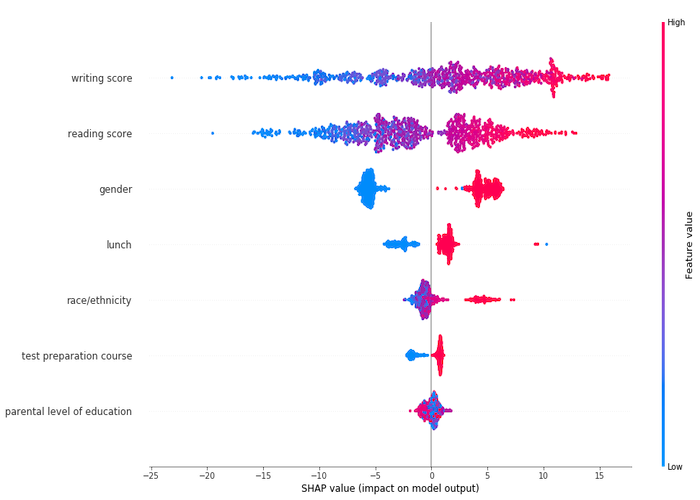 High
writing score
reading score
gender
lunch
race/ethnicity
test preparation course
parental level of education
Feature value
Low
−25 −20 −15 −10 −5 0 5 10 15
SHAP value (impact on model output)